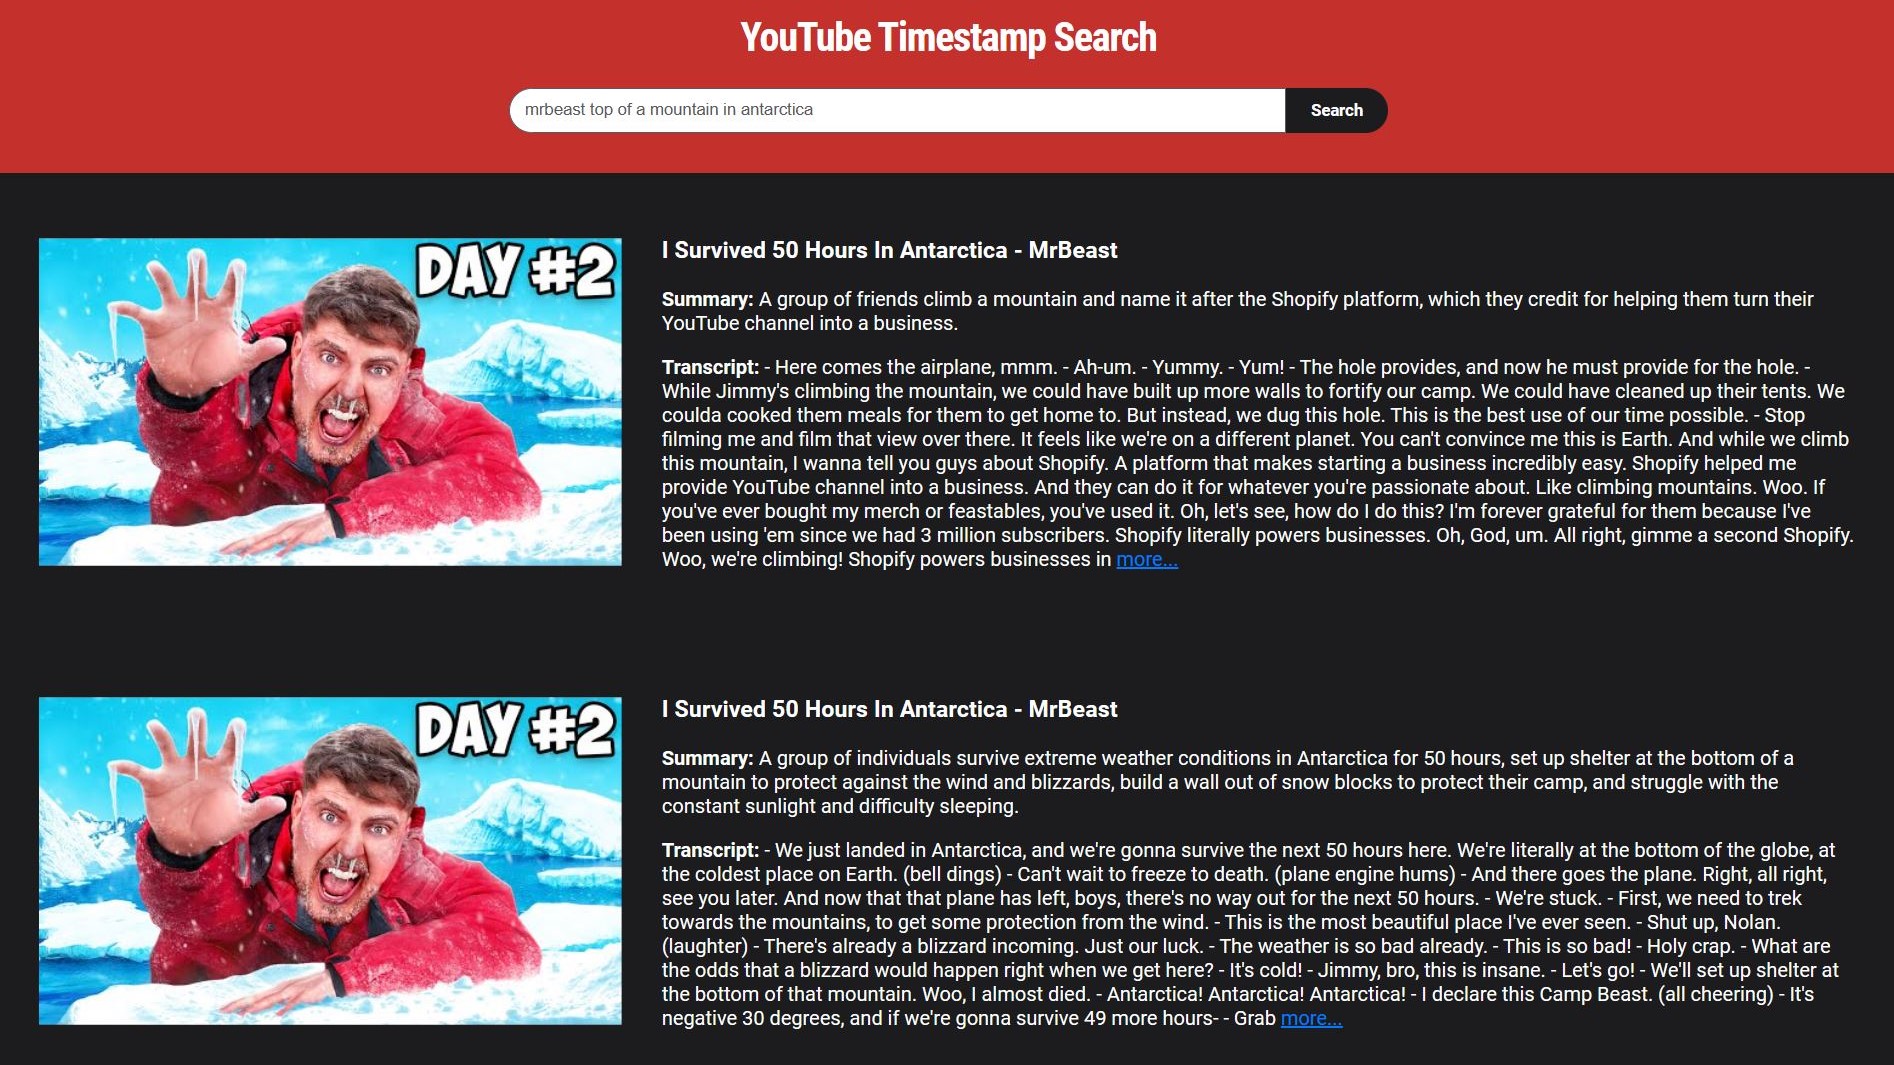 YouTube Timestamp Search
mrbeast top of a mountain in antarctica
Search
DAY #2
I Survived 50 Hours In Antarctica - MrBeast
Summary: A group of friends climb a mountain and name it after the Shopify platform, which they credit for helping them turn their
YouTube channel into a business.
Transcript: - Here comes the airplane, mmm. - Ah-um. - Yummy. - Yum! - The hole provides, and now he must provide for the hole. -
While Jimmy's climbing the mountain, we could have built up more walls to fortify our camp. We could have cleaned up their tents. We
coulda cooked them meals for them to get home to. But instead, we dug this hole. This is the best use of our time possible. - Stop
filming me and film that view over there. It feels like we're on a different planet. You can't convince me this is Earth. And while we climb
this mountain, I wanna tell you guys about Shopify. A platform that makes starting a business incredibly easy. Shopify helped me
provide YouTube channel into a business. And they can do it for whatever you're passionate about. Like climbing mountains. Woo. If
you've ever bought my merch or feastables, you've used it. Oh, let's see, how do I do this? I'm forever grateful for them because I've
been using 'em since we had 3 million subscribers. Shopify literally powers businesses. Oh, God, um. All right, gimme a second Shopify.
Woo, we're climbing! Shopify powers businesses in more...
DAY #2
I Survived 50 Hours In Antarctica - MrBeast
Summary: A group of individuals survive extreme weather conditions in Antarctica for 50 hours, set up shelter at the bottom of a
mountain to protect against the wind and blizzards, build a wall out of snow blocks to protect their camp, and struggle with the
constant sunlight and difficulty sleeping.
Transcript: - We just landed in Antarctica, and we're gonna survive the next 50 hours here. We're literally at the bottom of the globe, at
the coldest place on Earth. (bell dings) - Can't wait to freeze to death. (plane engine hums) - And there goes the plane. Right, all right,
see you later. And now that that plane has left, boys, there's no way out for the next 50 hours. - We're stuck. - First, we need to trek
towards the mountains, to get some protection from the wind. - This is the most beautiful place I've ever seen. - Shut up, Nolan.
(laughter) - There's already a blizzard incoming. Just our luck. - The weather is so bad already. - This is so bad! - Holy crap. - What are
the odds that a blizzard would happen right when we get here? - It's cold! - Jimmy, bro, this is insane. - Let's go! - We'll set up shelter at
the bottom of that mountain. Woo, I almost died. - Antarctica! Antarctica! Antarctica! - I declare this Camp Beast. (all cheering) - It's
negative 30 degrees, and if we're gonna survive 49 more hours- - Grab more...